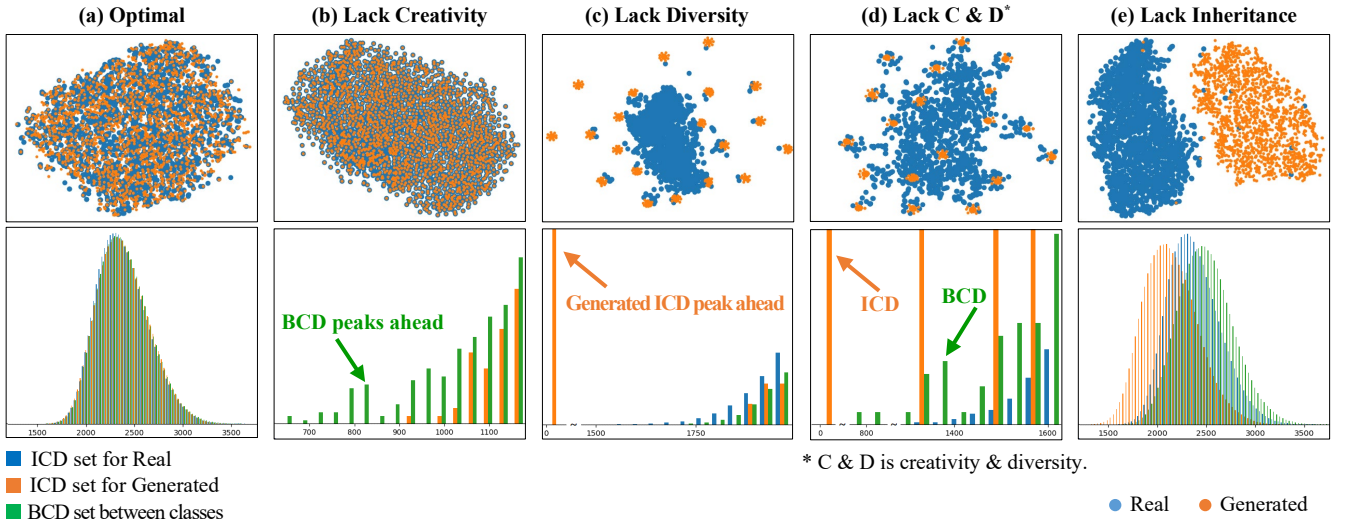 (a) Optimal
(b) Lack Creativity
(c) Lack Diversity
(d) Lack C & D*
(e) Lack Inheritance
BCD peaks ahead
Generated ICD peak ahead
ICD
BCD
1500 2000 2500 3000 3500
700 800 900 1000 1100
0 ~ 1500 1750
0 ~ 800 ~ 1400 1600
1500 2000 2500 3000 3500
ICD set for Real
ICD set for Generated
BCD set between classes
* C & D is creativity & diversity.
Real
Generated